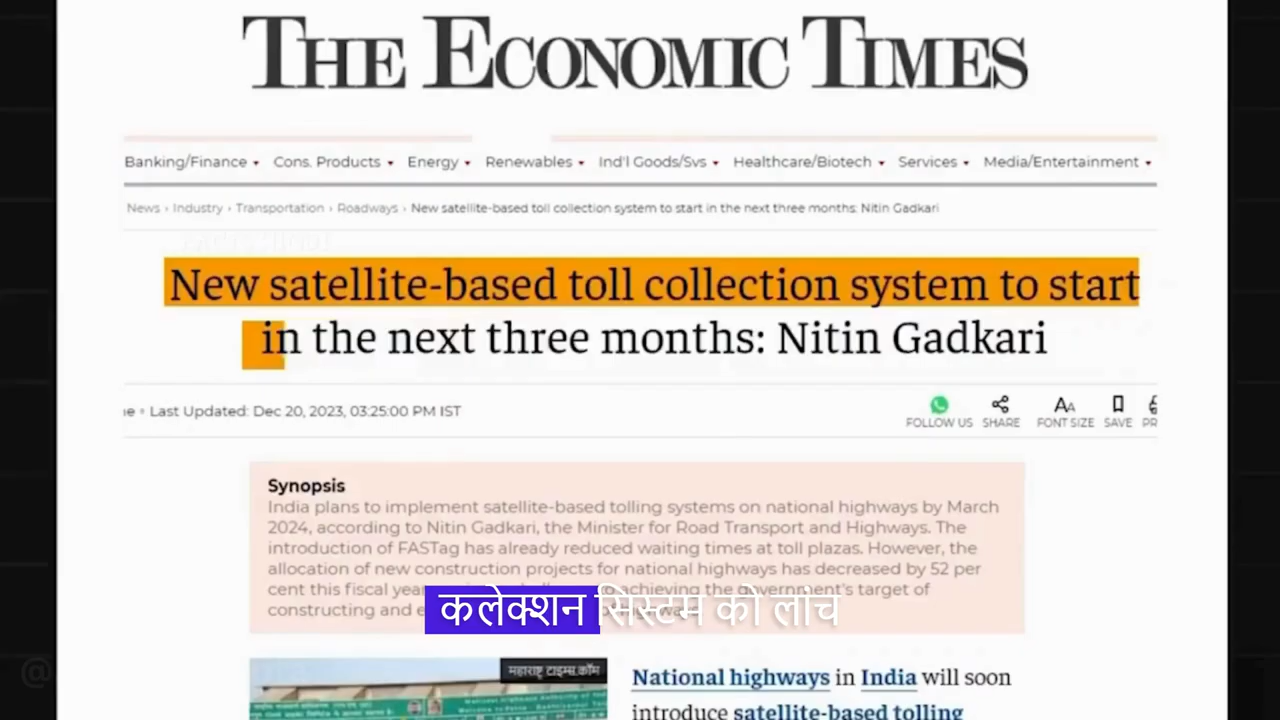 THE ECONOMIC TIMES
Banking/Finance Cons. Products Energy Renewables Ind'l Goods/Svs Healthcare/Biotech Services Media/Entertainment
News › Industry › Transportation › Roadways › New satellite-based toll collection system to start in the next three months: Nitin Gadkari
New satellite-based toll collection system to start
in the next three months: Nitin Gadkari
Last Updated: Dec 20, 2023, 03:25:00 PM IST
FOLLOW US SHARE FONT SIZE SAVE
Synopsis
India plans to implement satellite-based tolling systems on national highways by March
2024, according to Nitin Gadkari, the Minister for Road Transport and Highways. The
introduction of FASTag has already reduced waiting times at toll plazas. However, the
allocation of new construction projects for national highways has decreased by 52 per
cent this fiscal year achieving the government's target of
constructing and
कलेक्शन सिस्टम को लांच
महाराष्ट्र टाइम्स.कॉम
National highways in India will soon
introduce satellite-based tolling